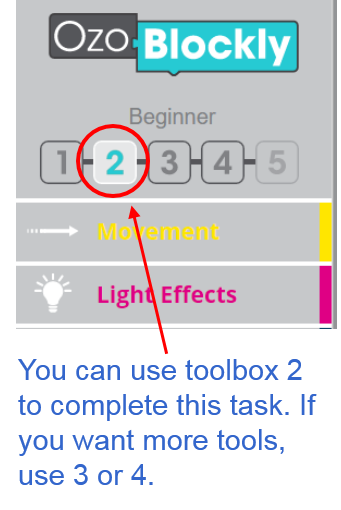 Ozo Blockly
Beginner
1 2 3 4 5
Movement
Light Effects
You can use toolbox 2
to complete this task. If
you want more tools,
use 3 or 4.